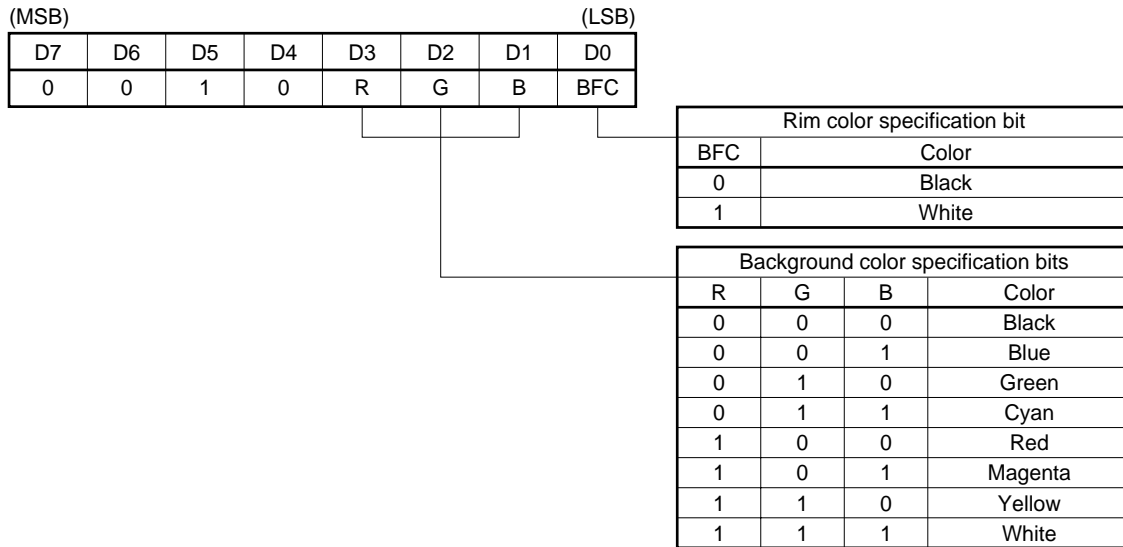 (MSB) (LSB)
D7 D6 D5 D4 D3 D2 D1 D0
0 0 1 0 R G B BFC
Rim color specification bit
BFC Color
0 Black
1 White
Background color specification bits
R G B Color
0 0 0 Black
0 0 1 Blue
0 1 0 Green
0 1 1 Cyan
1 0 0 Red
1 0 1 Magenta
1 1 0 Yellow
1 1 1 White